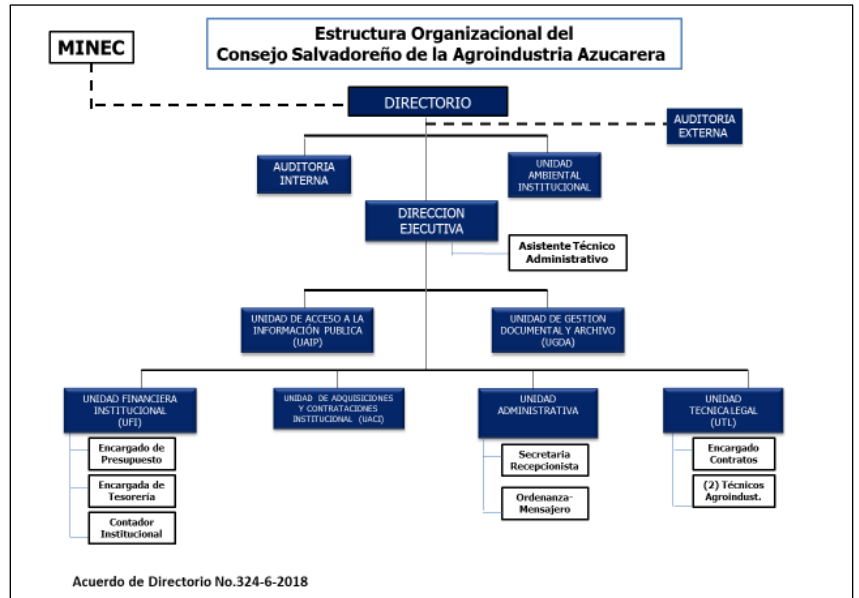 Estructura Organizacional del
Consejo Salvadoreño de la Agroindustria Azucarera
MINEC
DIRECTORIO
AUDITORIA
EXTERNA
AUDITORIA
INTERNA
UNIDAD
AMBIENTAL
INSTITUCIONAL
DIRECCION
EJECUTIVA
Asistente Técnico
Administrativo
UNIDAD DE ACCESO A LA
INFORMACIÓN PUBLICA
(UAIP)
UNIDAD DE GESTION
DOCUMENTAL Y ARCHIVO
(UGDA)
UNIDAD FINANCIERA
INSTITUCIONAL
(UFI)
UNIDAD DE ADQUISICIONES
Y CONTRATACIONES
INSTITUCIONAL (UACI)
UNIDAD
ADMINISTRATIVA
UNIDAD
TECNICA LEGAL
(UTL)
Encargado de
Presupuesto
Encargada de
Tesorería
Contador
Institucional
Secretaria
Recepcionista
Ordenanza-
Mensajero
Encargado
Contratos
(2) Técnicos
Agroindust.
Acuerdo de Directorio No.324-6-2018